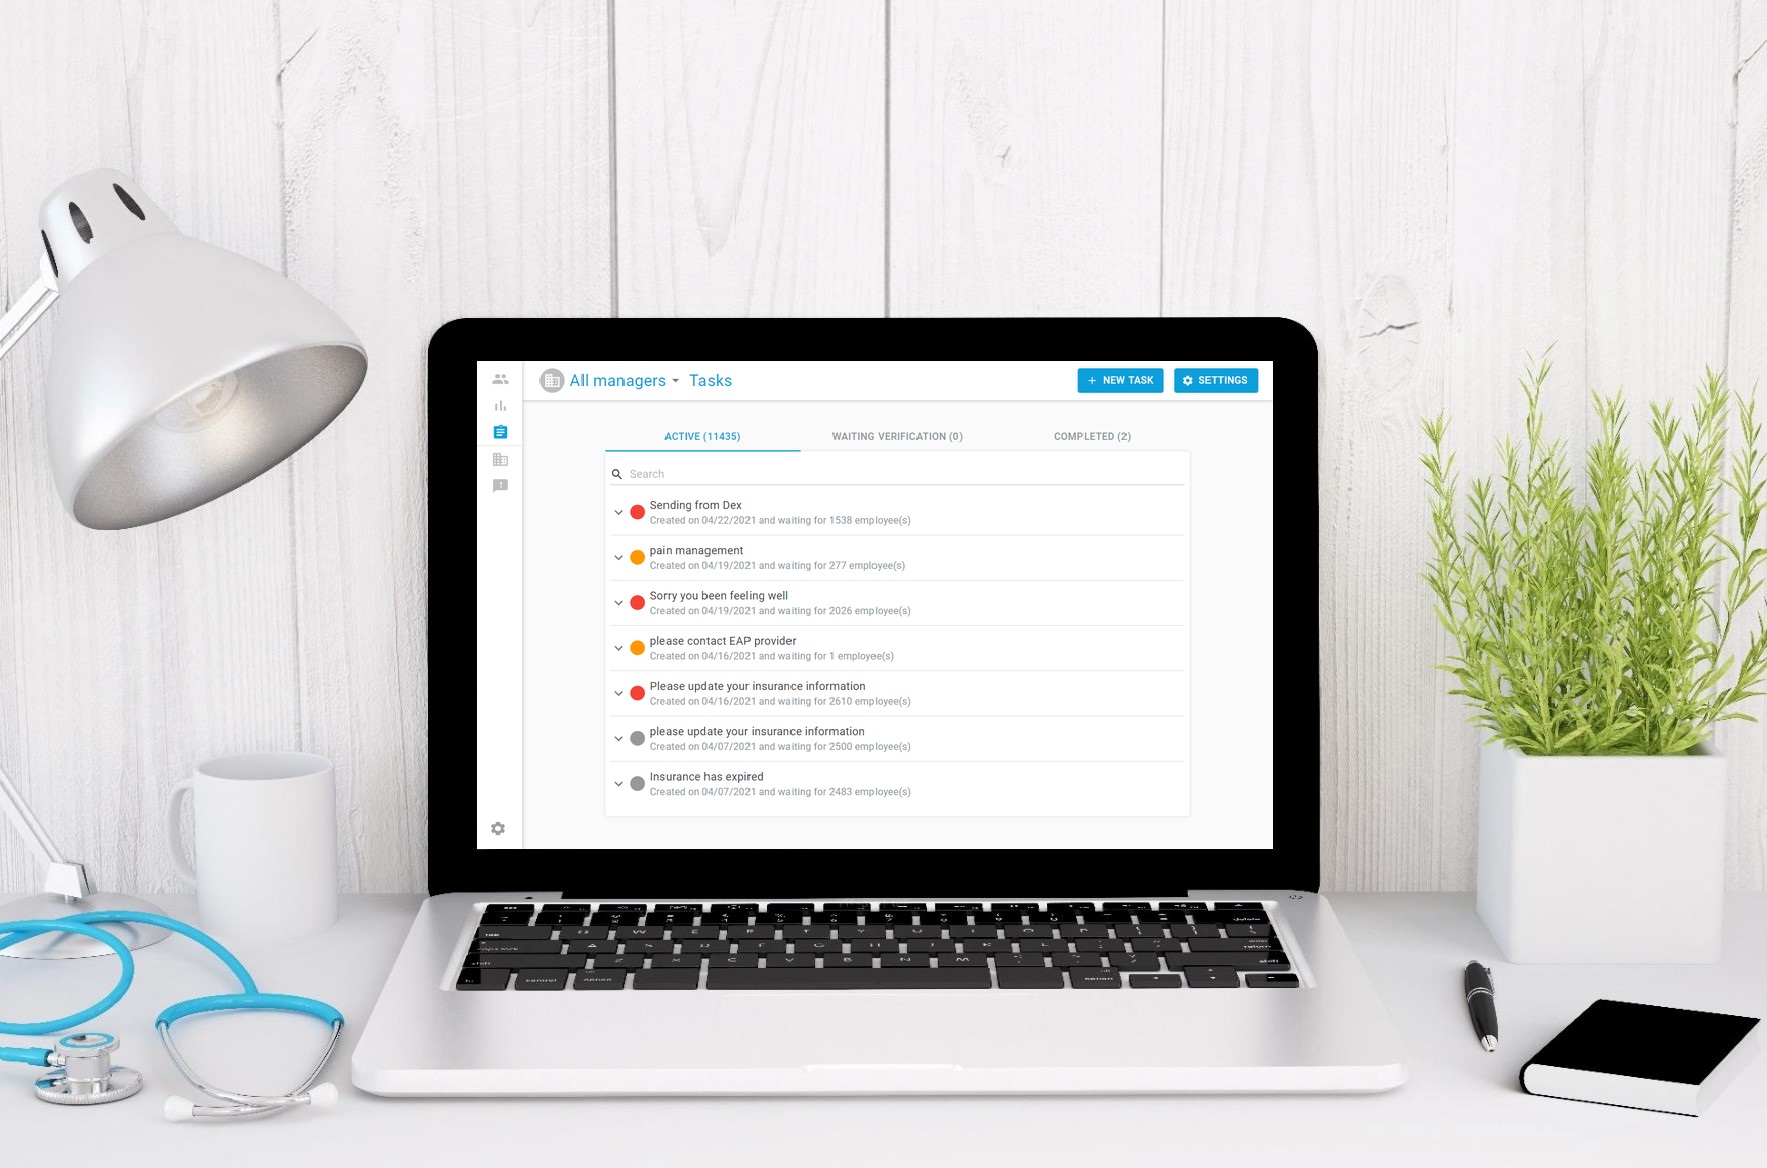 All managers Tasks
+ NEW TASK
SETTINGS
ACTIVE (11435)
WAITING VERIFICATION (0)
COMPLETED (2)
Search
Sending from Dex
Created on 04/22/2021 and waiting for 1538 employee(s)
pain management
Created on 04/19/2021 and waiting for 277 employee(s)
Sorry you been feeling well
Created on 04/19/2021 and waiting for 2026 employee(s)
please contact EAP provider
Created on 04/16/2021 and waiting for 1 employee(s)
Please update your insurance information
Created on 04/16/2021 and waiting for 2610 employee(s)
please update your insurance information
Created on 04/07/2021 and waiting for 2500 employee(s)
Insurance has expired
Created on 04/07/2021 and waiting for 2483 employee(s)